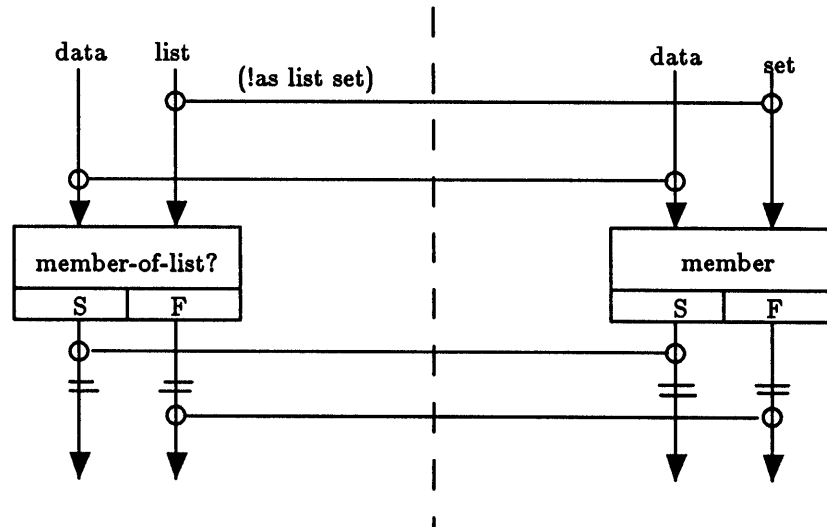 data list data set
(!as list set)
member-of-list? member
S F S F